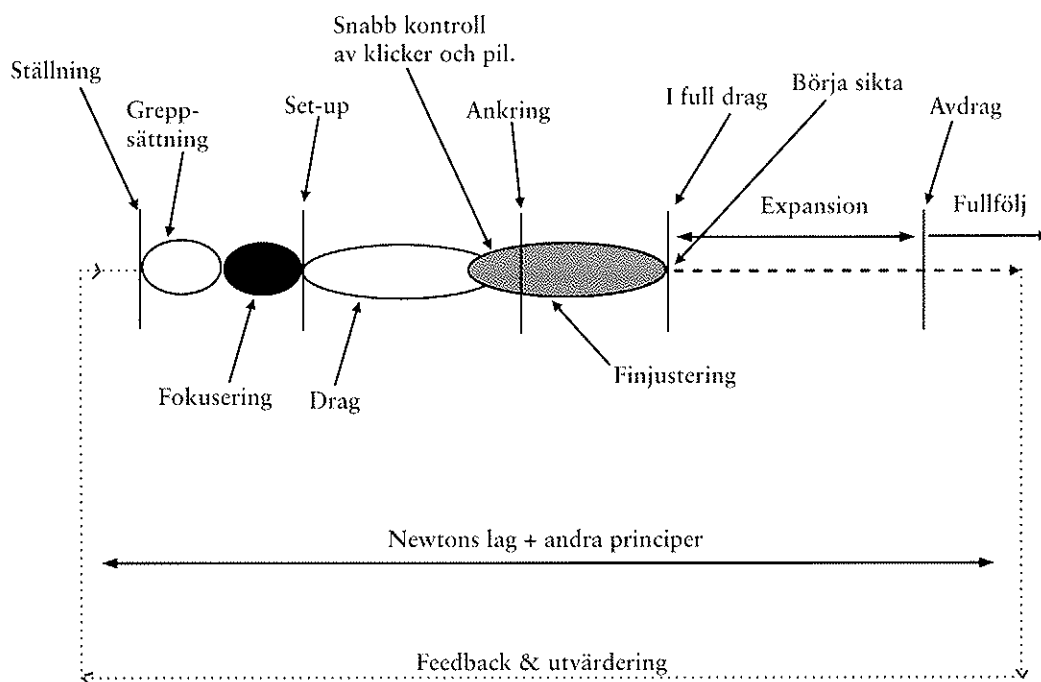 Snabb kontroll
av klicker och pil.
Ställning
Grepp-
sättning
Set-up
Ankring
I full drag
Börja sikta
Avdrag
Expansion
Fullfölj
Fokusering
Drag
Finjustering
Newtons lag + andra principer
Feedback & utvärdering